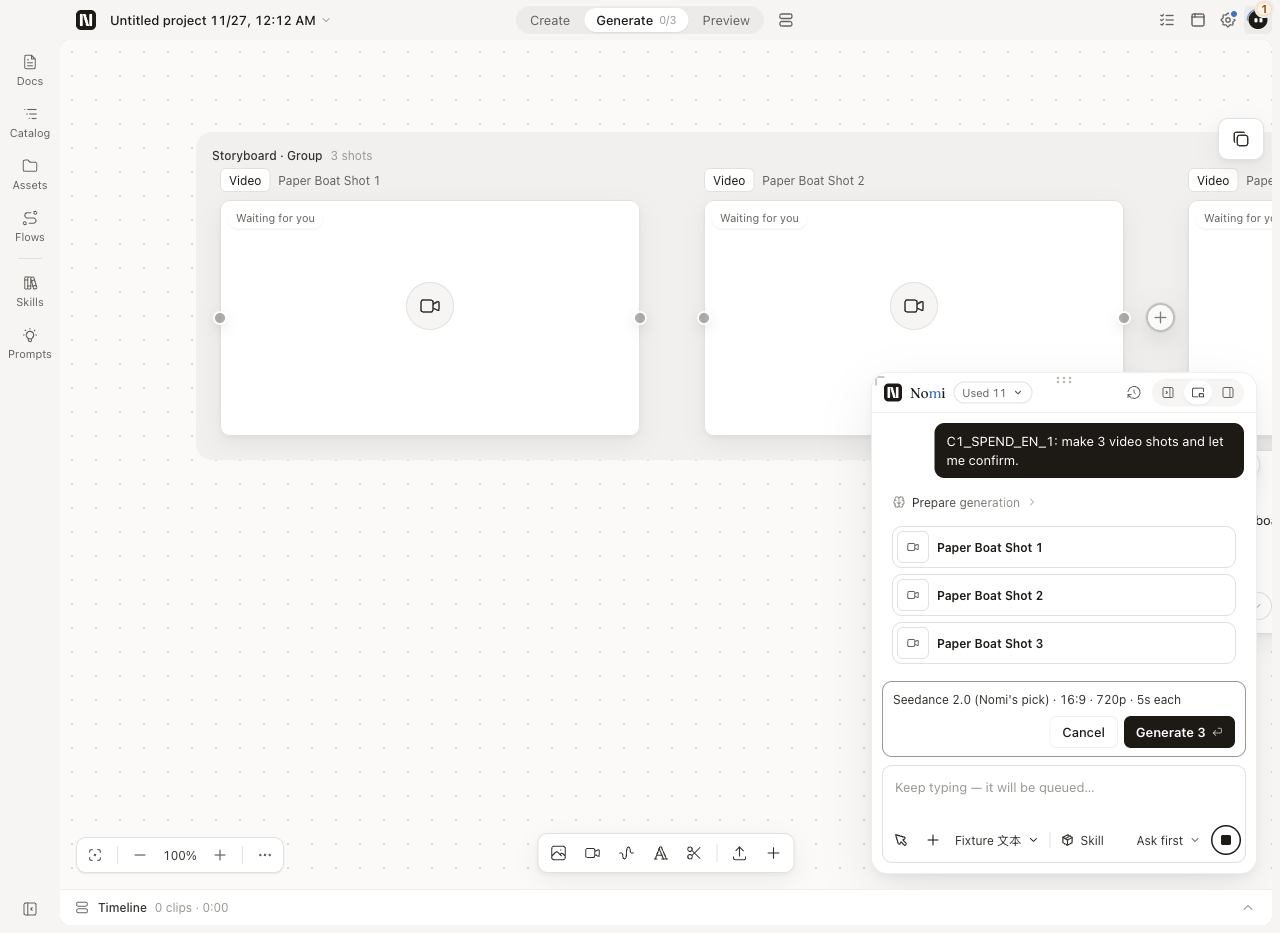 Untitled project 11/27, 12:12 AM
Create
Generate 0/3
Preview
1
Docs
Catalog
Assets
Flows
Skills
Prompts
Storyboard · Group 3 shots
Video Paper Boat Shot 1
Video Paper Boat Shot 2
Video Pape
Waiting for you
Waiting for you
Waiting for yo
Nomi
Used 11
C1_SPEND_EN_1: make 3 video shots and let
me confirm.
Prepare generation
Paper Boat Shot 1
Paper Boat Shot 2
Paper Boat Shot 3
Seedance 2.0 (Nomi's pick) · 16:9 · 720p · 5s each
Cancel
Generate 3
Keep typing — it will be queued...
Fixture 文本
Skill
Ask first
100%
Timeline 0 clips · 0:00